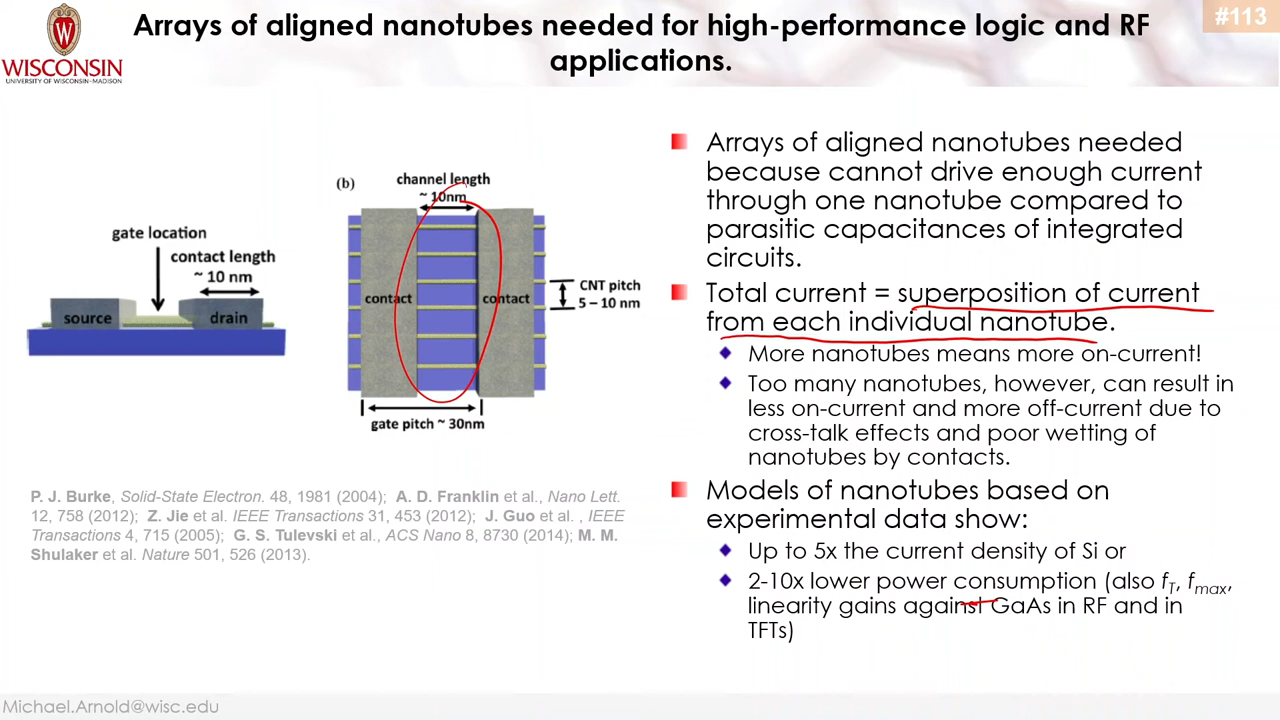 #113
Arrays of aligned nanotubes needed for high-performance logic and RF
applications.
WISCONSIN
UNIVERSITY OF WISCONSIN-MADISON
gate location
contact length
~ 10 nm
source
drain
(b)
channel length
~ 10nm
contact
contact
CNT pitch
5 – 10 nm
gate pitch ~ 30nm
P. J. Burke, Solid-State Electron. 48, 1981 (2004); A. D. Franklin et al., Nano Lett.
12, 758 (2012); Z. Jie et al. IEEE Transactions 31, 453 (2012); J. Guo et al. , IEEE
Transactions 4, 715 (2005); G. S. Tulevski et al., ACS Nano 8, 8730 (2014); M. M.
Shulaker et al. Nature 501, 526 (2013).
Arrays of aligned nanotubes needed
because cannot drive enough current
through one nanotube compared to
parasitic capacitances of integrated
circuits.
Total current = superposition of current
from each individual nanotube.
More nanotubes means more on-current!
Too many nanotubes, however, can result in
less on-current and more off-current due to
cross-talk effects and poor wetting of
nanotubes by contacts.
Models of nanotubes based on
experimental data show:
Up to 5x the current density of Si or
2-10x lower power consumption (also fT, fmax,
linearity gains against GaAs in RF and in
TFTs)
Michael.Arnold@wisc.edu